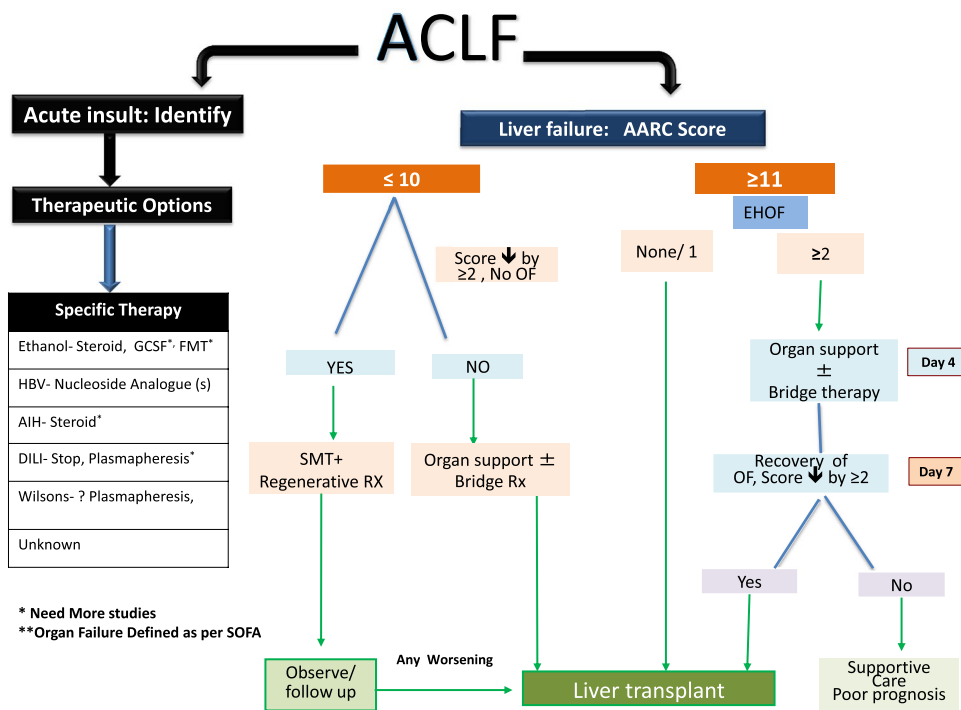 ACLF
Acute insult: Identify
Therapeutic Options
Specific Therapy
Ethanol- Steroid, GCSF*, FMT*
HBV- Nucleoside Analogue (s)
AIH- Steroid*
DILI- Stop, Plasmapheresis*
Wilsons- ? Plasmapheresis,
Unknown
* Need More studies
**Organ Failure Defined as per SOFA
Liver failure: AARC Score
≤ 10
Score ↓ by
≥2 , No OF
YES
NO
SMT+
Regenerative RX
Organ support ±
Bridge Rx
Observe/
follow up
Any Worsening
Liver transplant
≥11
EHOF
None/ 1
≥2
Organ support
±
Bridge therapy
Day 4
Recovery of
OF, Score ↓ by ≥2
Day 7
Yes
No
Supportive
Care
Poor prognosis